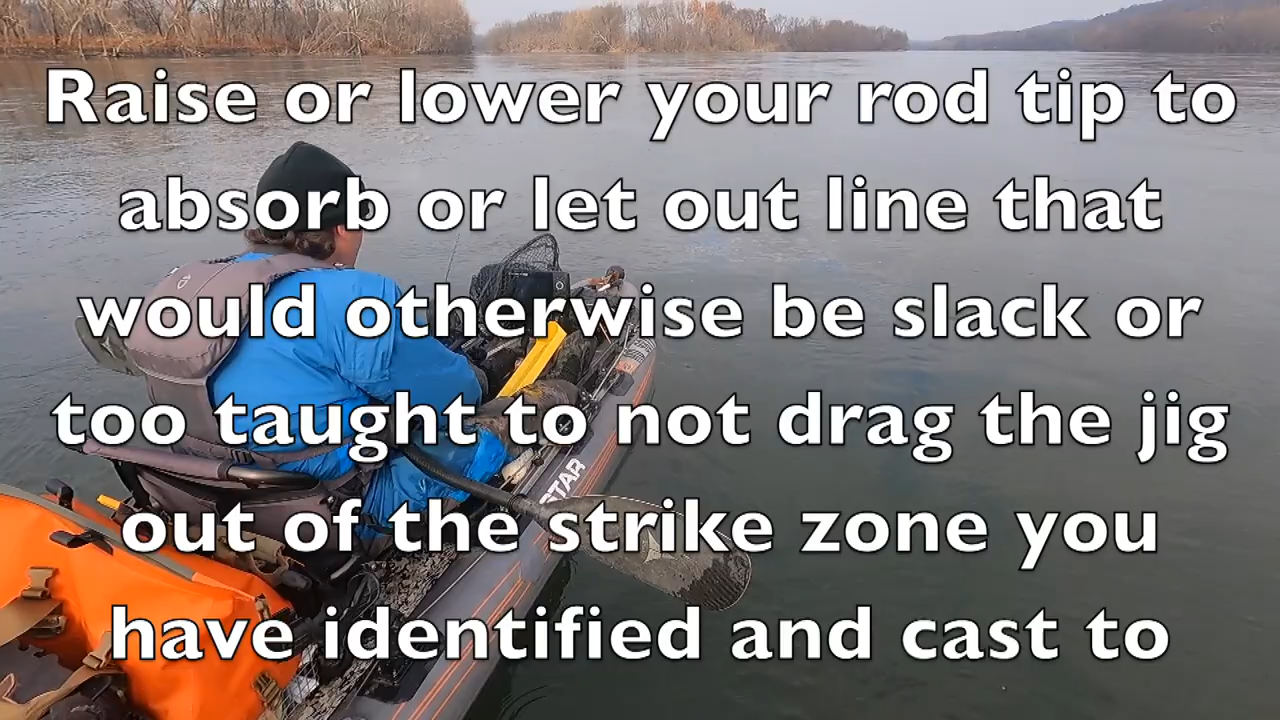 Raise or lower your rod tip to
absorb or let out line that
would otherwise be slack or
too taught to not drag the jig
out of the strike zone you
have identified and cast to
STAR